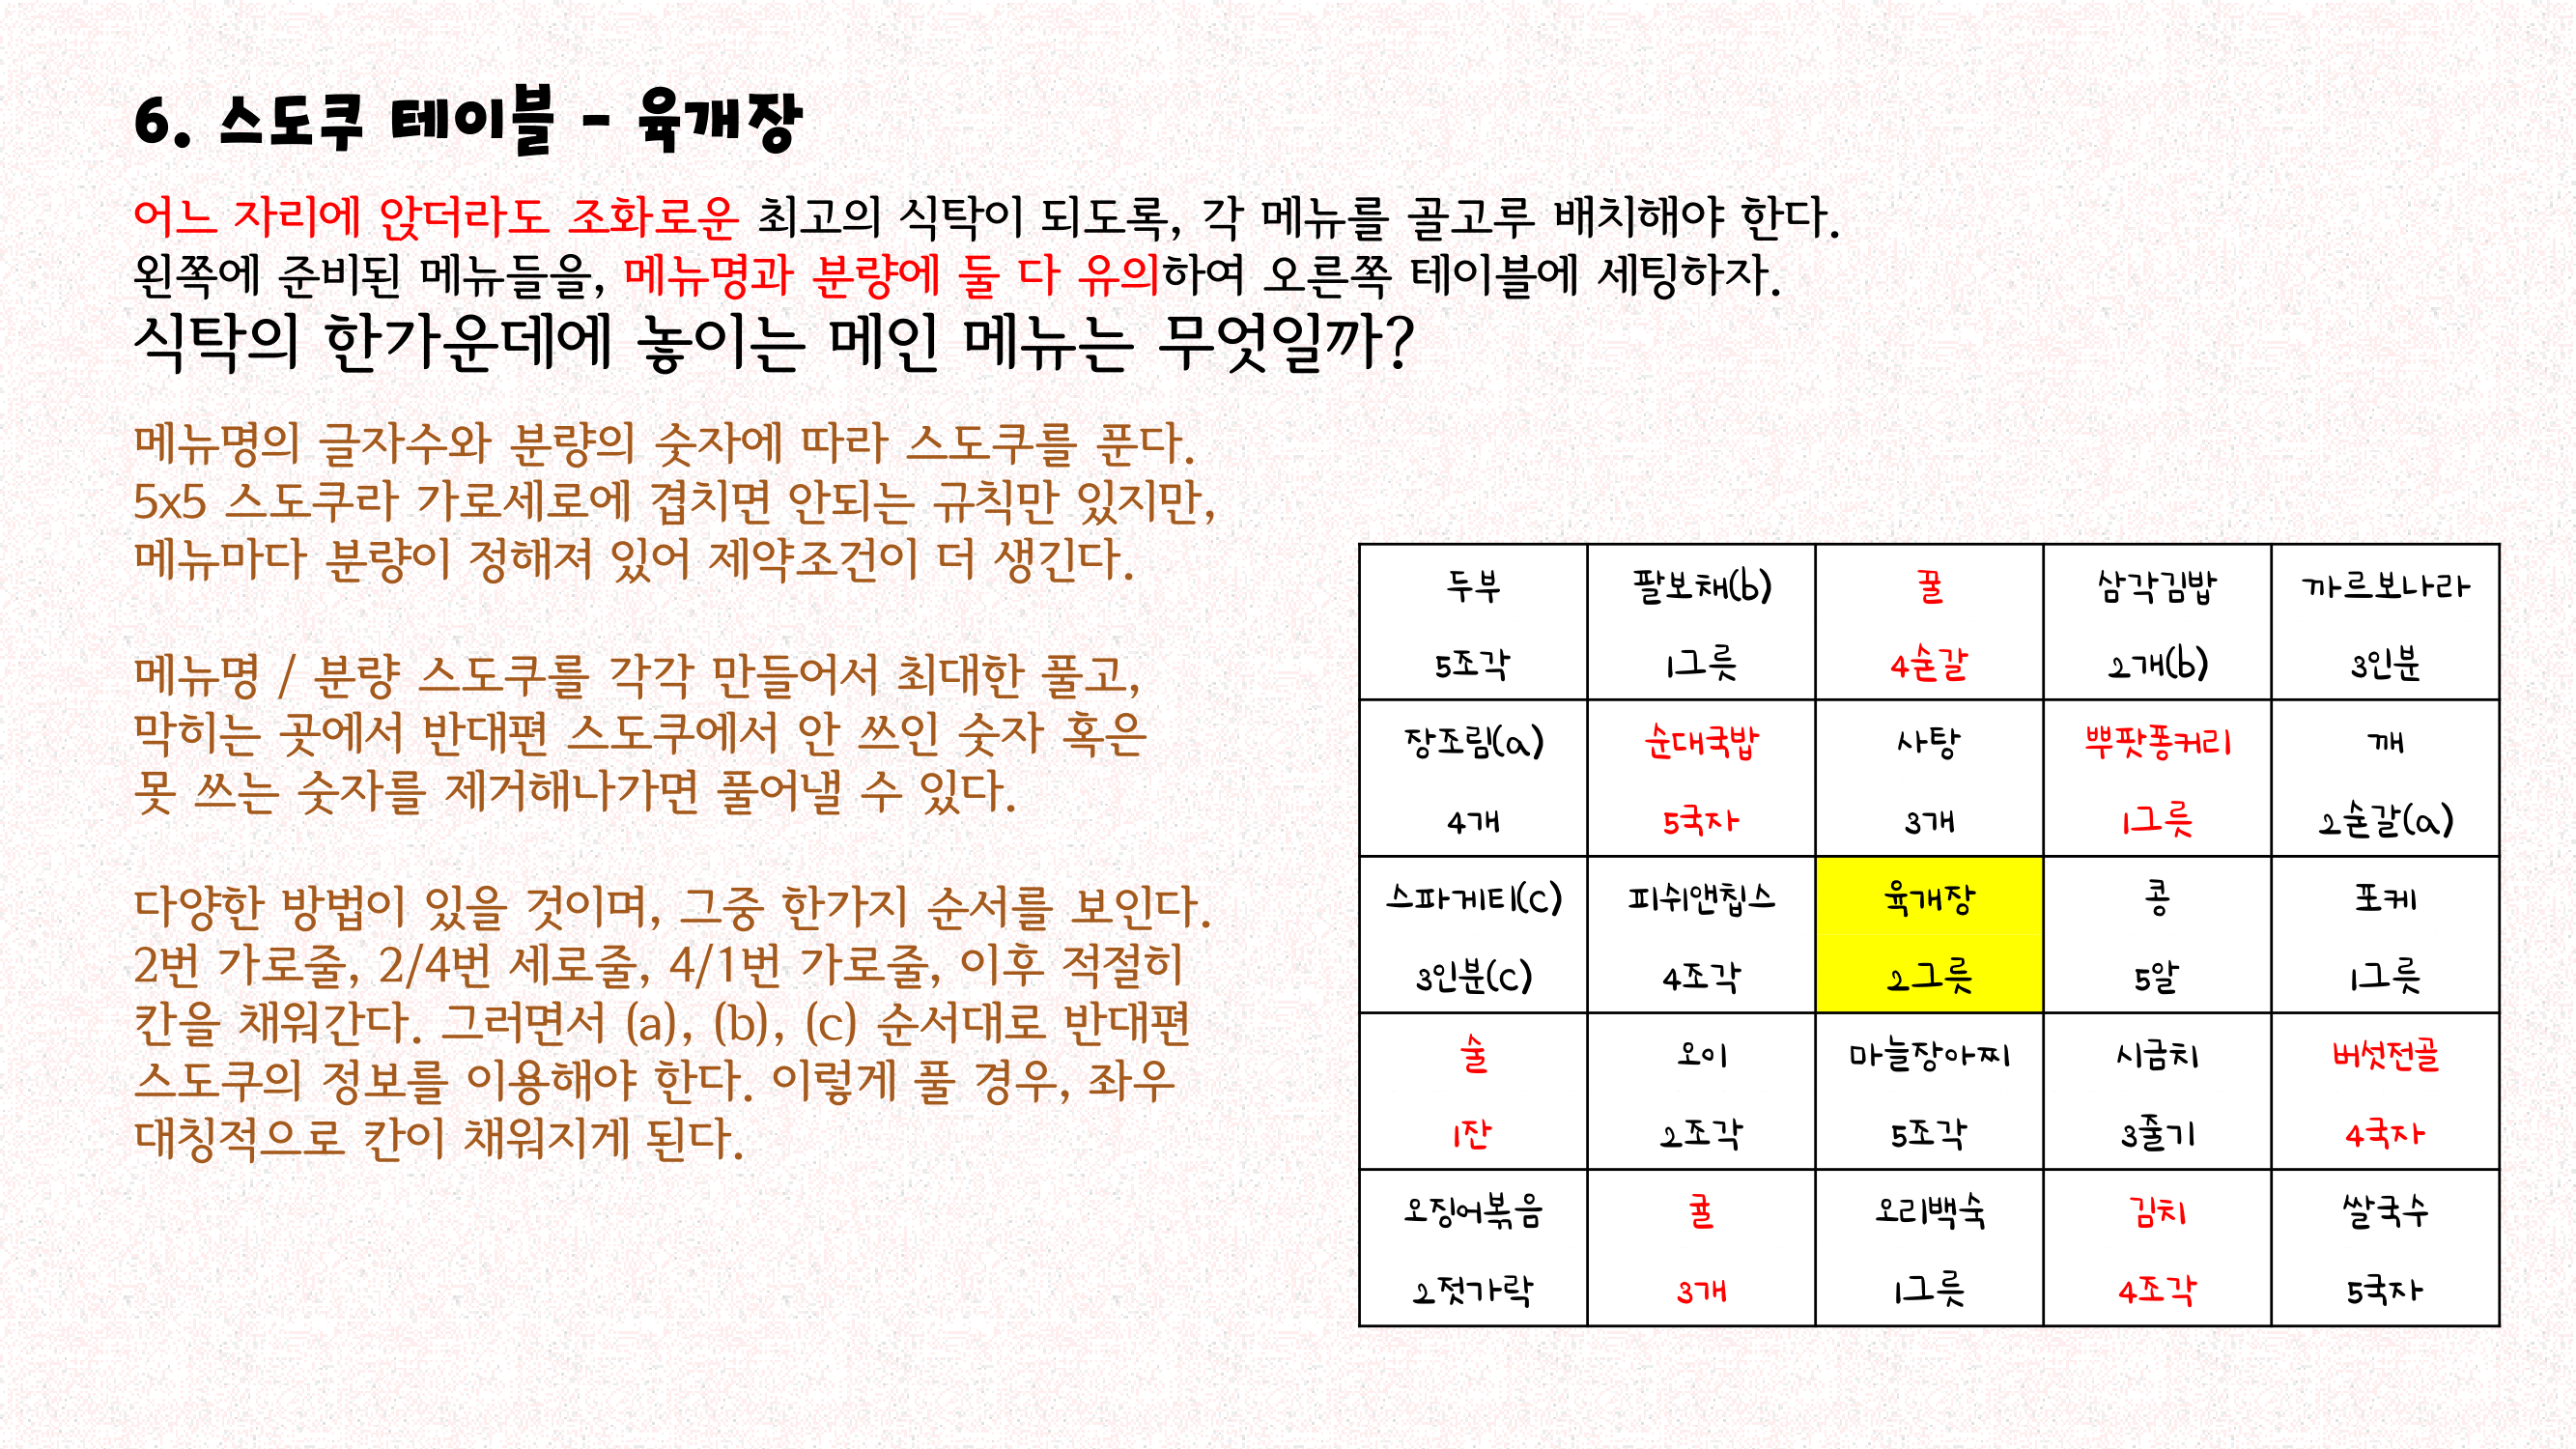 6. 스도쿠 테이블 - 육개장
어느 자리에 앉더라도 조화로운 최고의 식탁이 되도록, 각 메뉴를 골고루 배치해야 한다.
왼쪽에 준비된 메뉴들을, 메뉴명과 분량에 둘 다 유의하여 오른쪽 테이블에 세팅하자.
식탁의 한가운데에 놓이는 메인 메뉴는 무엇일까?
메뉴명의 글자수와 분량의 숫자에 따라 스도쿠를 푼다.
5x5 스도쿠라 가로세로에 겹치면 안되는 규칙만 있지만,
메뉴마다 분량이 정해져 있어 제약조건이 더 생긴다.
메뉴명 / 분량 스도쿠를 각각 만들어서 최대한 풀고,
막히는 곳에서 반대편 스도쿠에서 안 쓰인 숫자 혹은
못 쓰는 숫자를 제거해나가면 풀어낼 수 있다.
다양한 방법이 있을 것이며, 그중 한가지 순서를 보인다.
2번 가로줄, 2/4번 세로줄, 4/1번 가로줄, 이후 적절히
칸을 채워간다. 그러면서 (a), (b), (c) 순서대로 반대편
스도쿠의 정보를 이용해야 한다. 이렇게 풀 경우, 좌우
대칭적으로 칸이 채워지게 된다.
두부 팔보채(b) 꿀 삼각김밥 까르보나라
5조각 1그릇 4숟갈 2개(b) 3인분
장조림(a) 순대국밥 사탕 뿌팟퐁커리 깨
4개 5국자 3개 1그릇 2숟갈(a)
스파게티(c) 피쉬앤칩스 육개장 콩 포케
3인분(c) 4조각 2그릇 5알 1그릇
술 오이 마늘장아찌 시금치 버섯전골
1잔 2조각 5조각 3줄기 4국자
오징어볶음 귤 오리백숙 김치 쌀국수
2젓가락 3개 1그릇 4조각 5국자